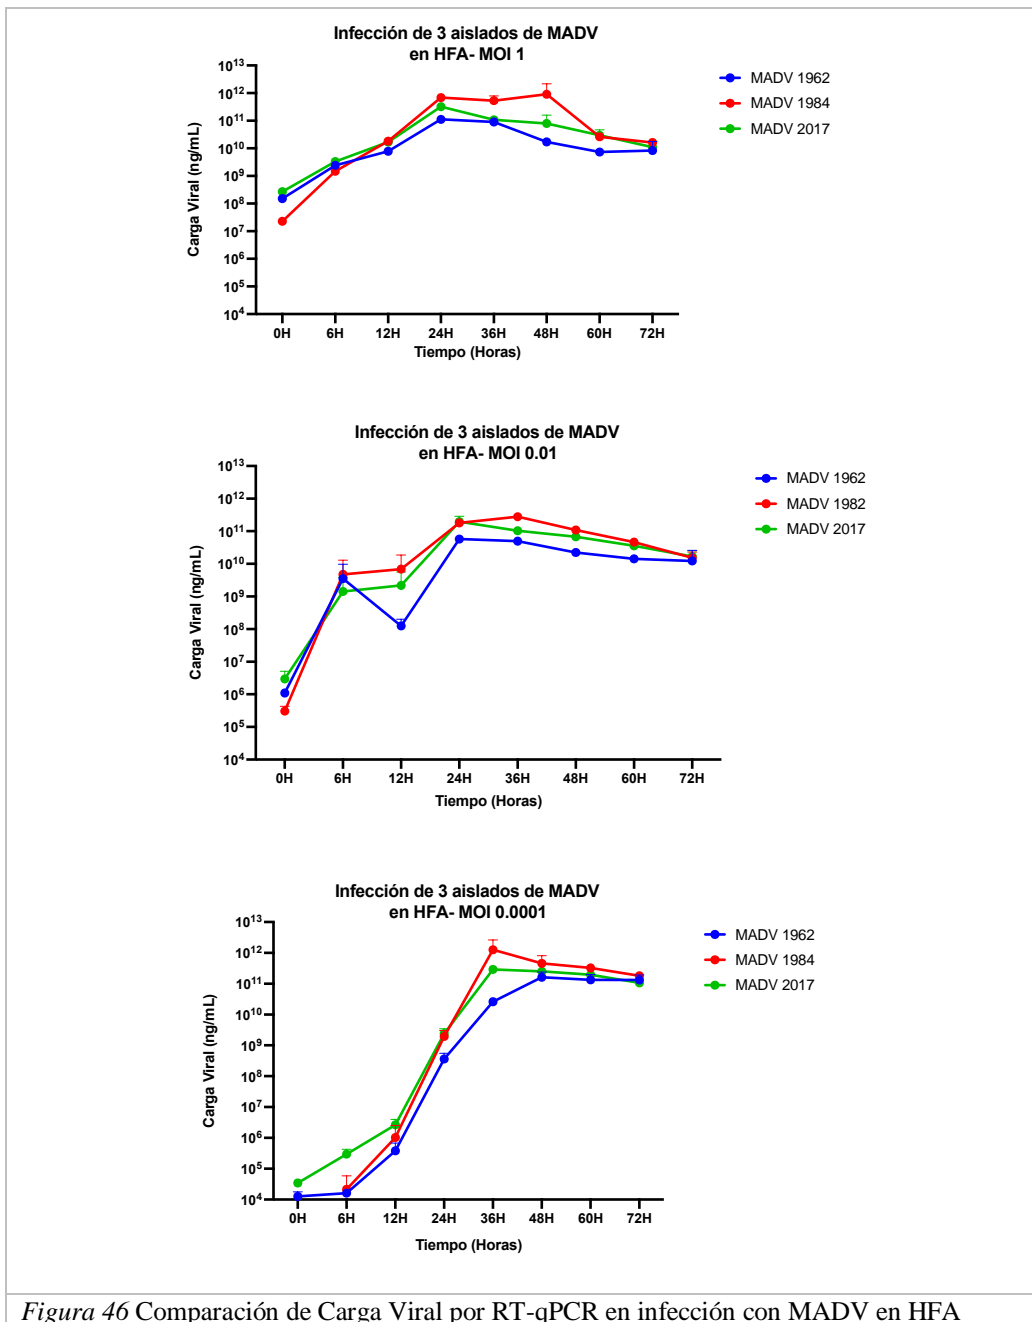 Infección de 3 aislados de MADV
en HFA- MOI 1
Carga Viral (ng/mL)
10¹³
10¹²
10¹¹
10¹⁰
10⁹
10⁸
10⁷
10⁶
10⁵
10⁴
0H 6H 12H 24H 36H 48H 60H 72H
Tiempo (Horas)
MADV 1962
MADV 1984
MADV 2017
Infección de 3 aislados de MADV
en HFA- MOI 0.01
Carga Viral (ng/mL)
10¹³
10¹²
10¹¹
10¹⁰
10⁹
10⁸
10⁷
10⁶
10⁵
10⁴
0H 6H 12H 24H 36H 48H 60H 72H
Tiempo (Horas)
MADV 1962
MADV 1982
MADV 2017
Infección de 3 aislados de MADV
en HFA- MOI 0.0001
Carga Viral (ng/mL)
10¹³
10¹²
10¹¹
10¹⁰
10⁹
10⁸
10⁷
10⁶
10⁵
10⁴
0H 6H 12H 24H 36H 48H 60H 72H
Tiempo (Horas)
MADV 1962
MADV 1984
MADV 2017
Figura 46 Comparación de Carga Viral por RT-qPCR en infección con MADV en HFA